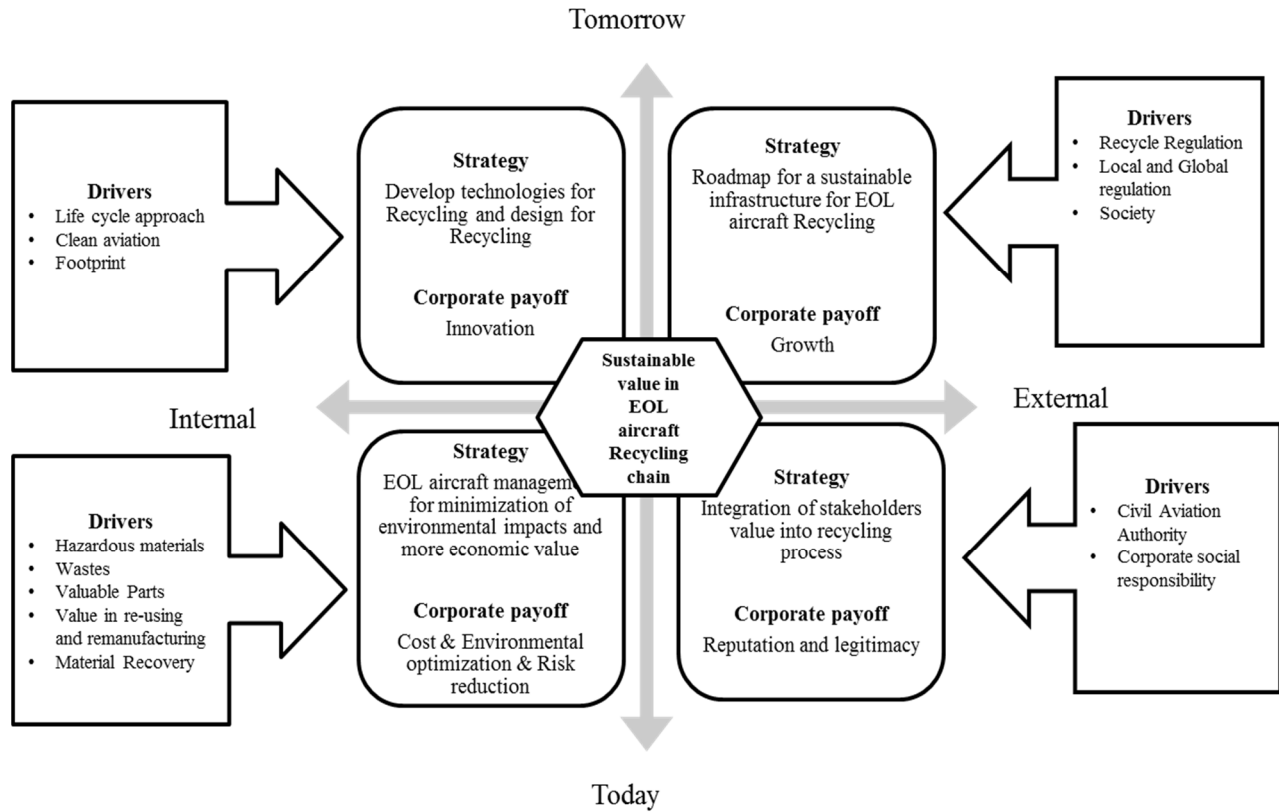 Tomorrow
Drivers
• Life cycle approach
• Clean aviation
• Footprint
Strategy
Develop technologies for
Recycling and design for
Recycling
Corporate payoff
Innovation
Strategy
Roadmap for a sustainable
infrastructure for EOL
aircraft Recycling
Corporate payoff
Growth
Drivers
• Recycle Regulation
• Local and Global
regulation
• Society
Internal
Sustainable
value in
EOL
aircraft
Recycling
chain
External
Drivers
• Hazardous materials
• Wastes
• Valuable Parts
• Value in re-using
and remanufacturing
• Material Recovery
Strategy
EOL aircraft managemen
for minimization of
environmental impacts and
more economic value
Corporate payoff
Cost & Environmental
optimization & Risk
reduction
Strategy
Integration of stakeholders
value into recycling
process
Corporate payoff
Reputation and legitimacy
Drivers
• Civil Aviation
Authority
• Corporate social
responsibility
Today